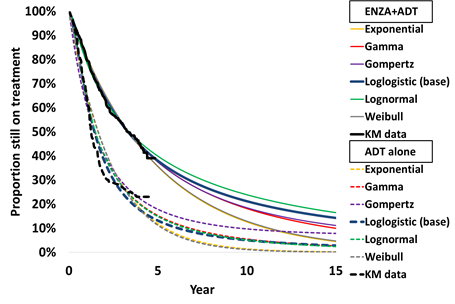 100%
90%
80%
70%
60%
50%
40%
30%
20%
10%
0%
Proportion still on treatment
0
5
10
15
Year
ENZA+ADT
Exponential
Gamma
Gompertz
Loglogistic (base)
Lognormal
Weibull
KM data
ADT alone
Exponential
Gamma
Gompertz
Loglogistic (base)
Lognormal
Weibull
KM data